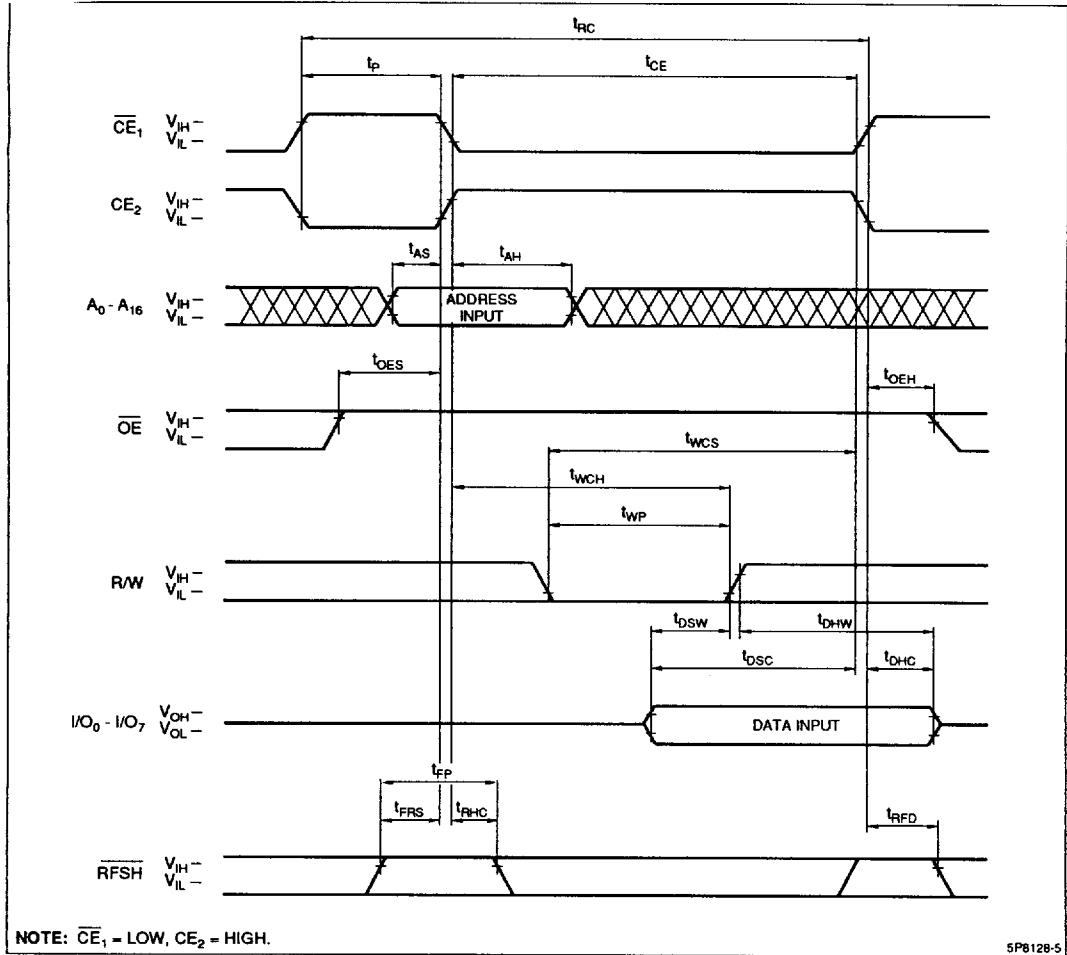 tRC
tP
tCE
CE1 VIH –
VIL –
CE2 VIH –
VIL –
tAS tAH
A0 - A16 VIH –
VIL –
ADDRESS
INPUT
tOES
tOEH
OE VIH –
VIL –
tWCS
tWCH
tWP
R/W VIH –
VIL –
tDSW tDHW
tDSC tDHC
I/O0 - I/O7 VOH –
VOL –
DATA INPUT
tFP
tFRS tRHC tRFD
RFSH VIH –
VIL –
NOTE: CE1 = LOW, CE2 = HIGH.
5P8128-5